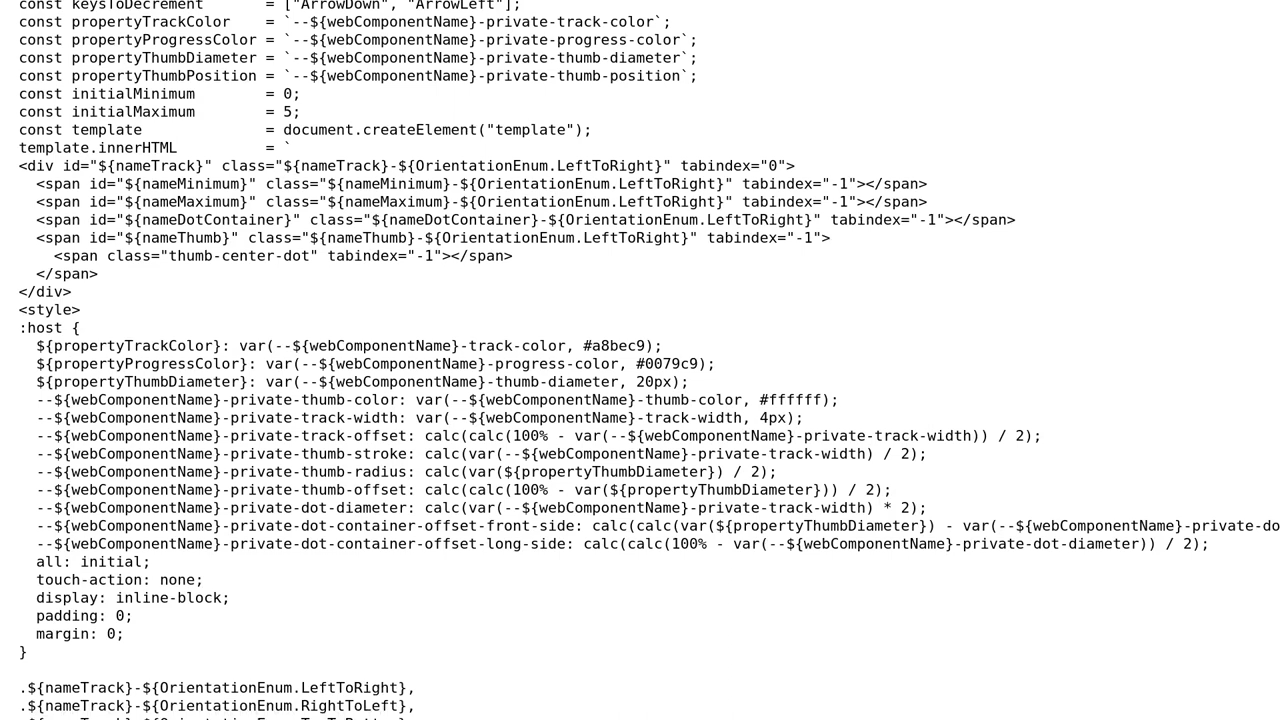 const keysToDecrement       = ["ArrowDown", "ArrowLeft"];
const propertyTrackColor    = `--${webComponentName}-private-track-color`;
const propertyProgressColor = `--${webComponentName}-private-progress-color`;
const propertyThumbDiameter = `--${webComponentName}-private-thumb-diameter`;
const propertyThumbPosition = `--${webComponentName}-private-thumb-position`;
const initialMinimum        = 0;
const initialMaximum        = 5;
const template              = document.createElement("template");
template.innerHTML          = `
<div id="${nameTrack}" class="${nameTrack}-${OrientationEnum.LeftToRight}" tabindex="0">
  <span id="${nameMinimum}" class="${nameMinimum}-${OrientationEnum.LeftToRight}" tabindex="-1"></span>
  <span id="${nameMaximum}" class="${nameMaximum}-${OrientationEnum.LeftToRight}" tabindex="-1"></span>
  <span id="${nameDotContainer}" class="${nameDotContainer}-${OrientationEnum.LeftToRight}" tabindex="-1"></span>
  <span id="${nameThumb}" class="${nameThumb}-${OrientationEnum.LeftToRight}" tabindex="-1">
    <span class="thumb-center-dot" tabindex="-1"></span>
  </span>
</div>
<style>
:host {
  ${propertyTrackColor}: var(--${webComponentName}-track-color, #a8bec9);
  ${propertyProgressColor}: var(--${webComponentName}-progress-color, #0079c9);
  ${propertyThumbDiameter}: var(--${webComponentName}-thumb-diameter, 20px);
  --${webComponentName}-private-thumb-color: var(--${webComponentName}-thumb-color, #ffffff);
  --${webComponentName}-private-track-width: var(--${webComponentName}-track-width, 4px);
  --${webComponentName}-private-track-offset: calc(calc(100% - var(--${webComponentName}-private-track-width)) / 2);
  --${webComponentName}-private-thumb-stroke: calc(var(--${webComponentName}-private-track-width) / 2);
  --${webComponentName}-private-thumb-radius: calc(var(${propertyThumbDiameter}) / 2);
  --${webComponentName}-private-thumb-offset: calc(calc(100% - var(${propertyThumbDiameter})) / 2);
  --${webComponentName}-private-dot-diameter: calc(var(--${webComponentName}-private-track-width) * 2);
  --${webComponentName}-private-dot-container-offset-front-side: calc(calc(var(${propertyThumbDiameter}) - var(--${webComponentName}-private-do
  --${webComponentName}-private-dot-container-offset-long-side: calc(calc(100% - var(--${webComponentName}-private-dot-diameter)) / 2);
  all: initial;
  touch-action: none;
  display: inline-block;
  padding: 0;
  margin: 0;
}

.${nameTrack}-${OrientationEnum.LeftToRight},
.${nameTrack}-${OrientationEnum.RightToLeft},